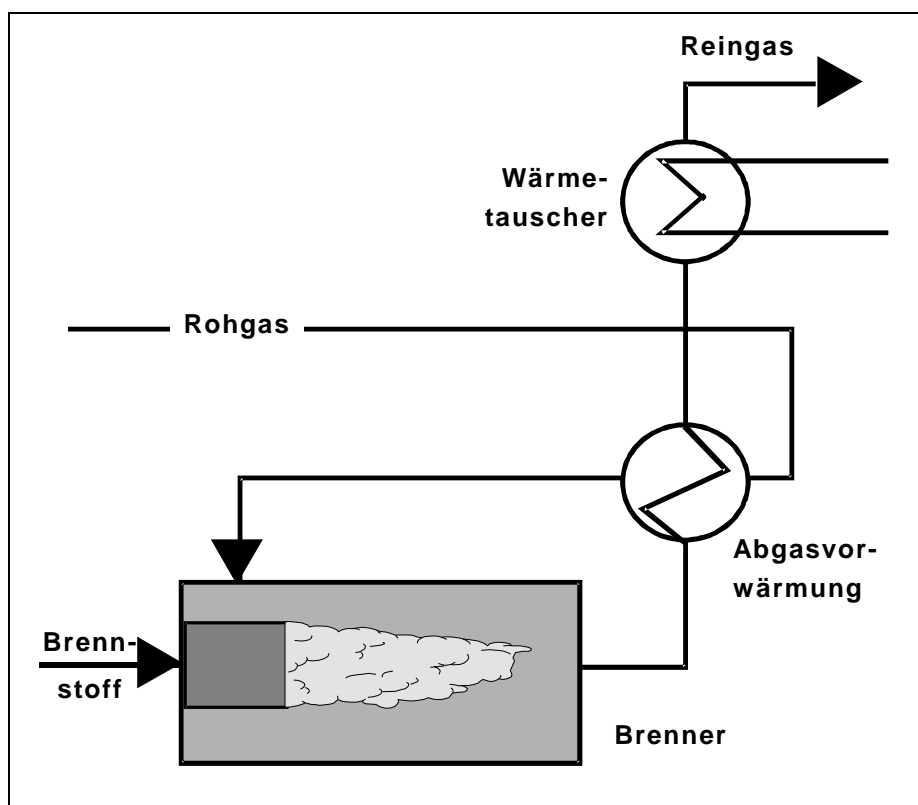 Reingas
Wärme-
tauscher
Rohgas
Abgasvor-
wärmung
Brenn-
stoff
Brenner